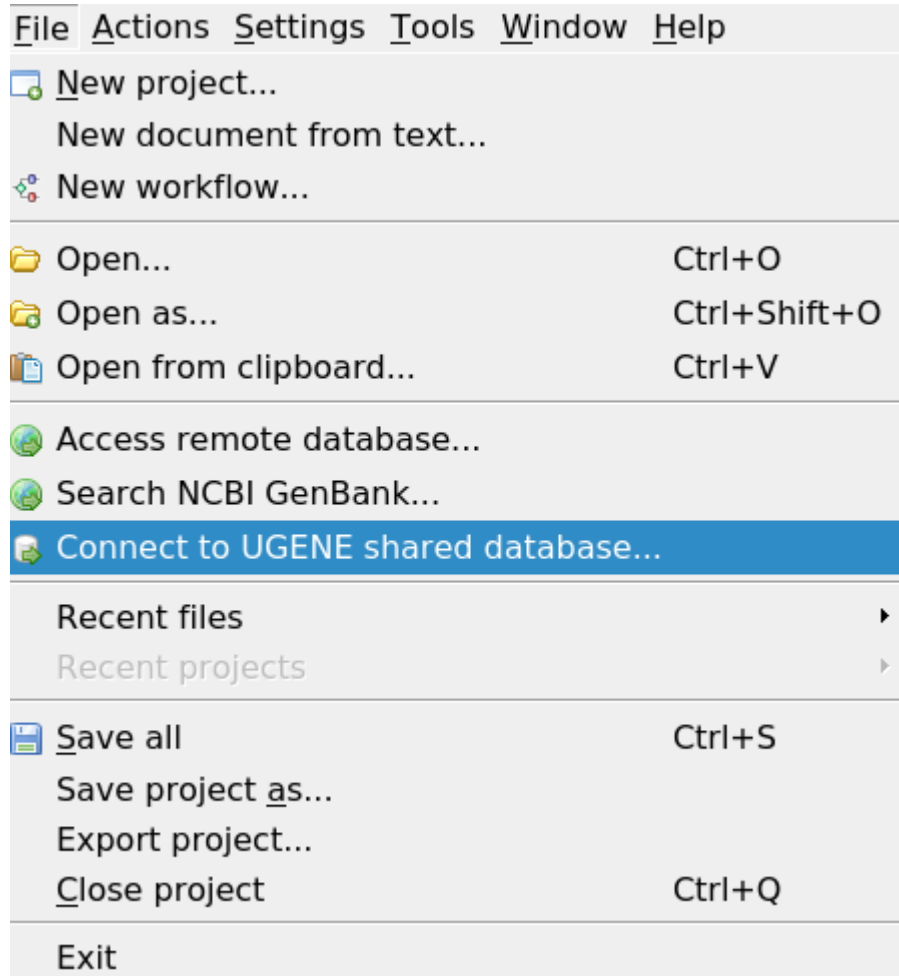 File Actions Settings Tools Window Help
New project...
New document from text...
New workflow...
Open... Ctrl+O
Open as... Ctrl+Shift+O
Open from clipboard... Ctrl+V
Access remote database...
Search NCBI GenBank...
Connect to UGENE shared database...
Recent files
Recent projects
Save all Ctrl+S
Save project as...
Export project...
Close project Ctrl+Q
Exit